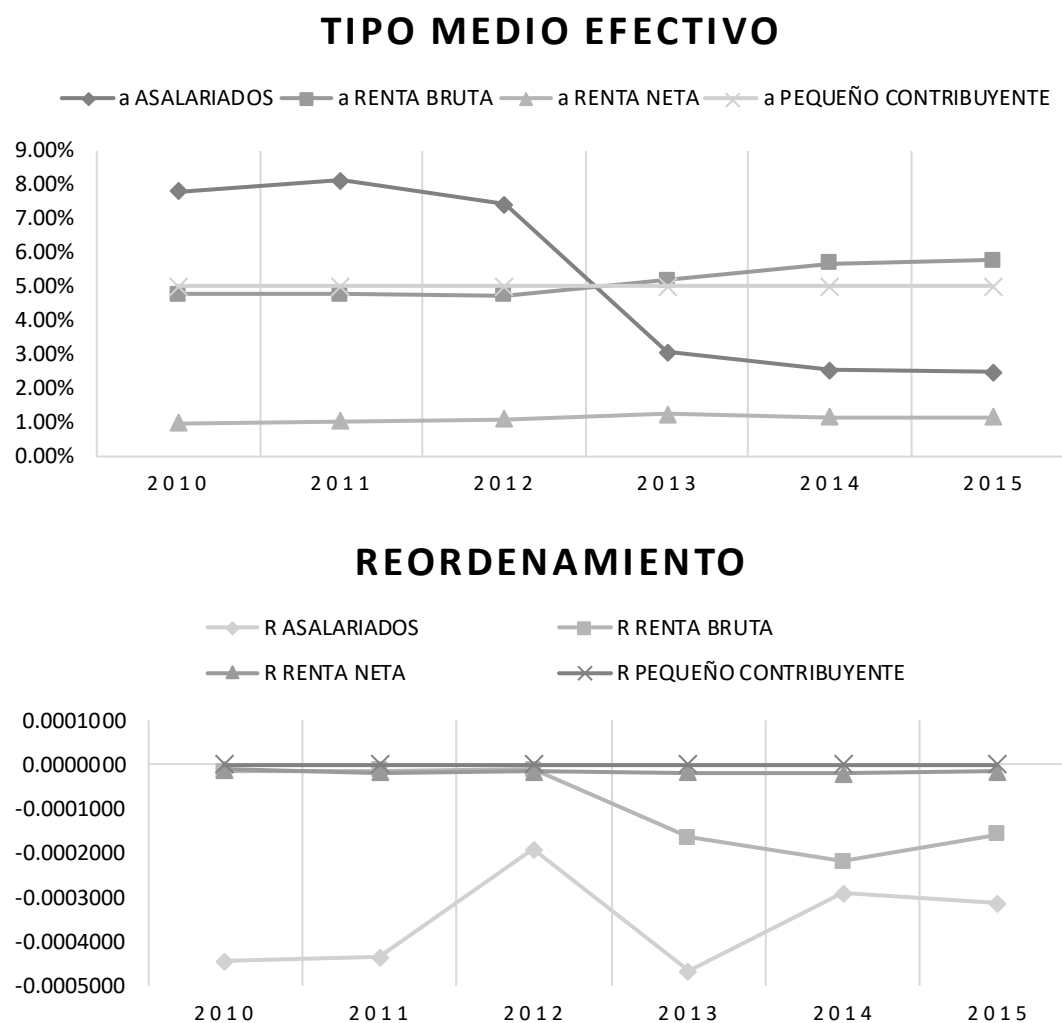 TIPO MEDIO EFECTIVO
a ASALARIADOS a RENTA BRUTA a RENTA NETA a PEQUEÑO CONTRIBUYENTE
9.00%
8.00%
7.00%
6.00%
5.00%
4.00%
3.00%
2.00%
1.00%
0.00%
2010 2011 2012 2013 2014 2015
REORDENAMIENTO
R ASALARIADOS R RENTA BRUTA
R RENTA NETA R PEQUEÑO CONTRIBUYENTE
0.0001000
0.0000000
-0.0001000
-0.0002000
-0.0003000
-0.0004000
-0.0005000
2010 2011 2012 2013 2014 2015